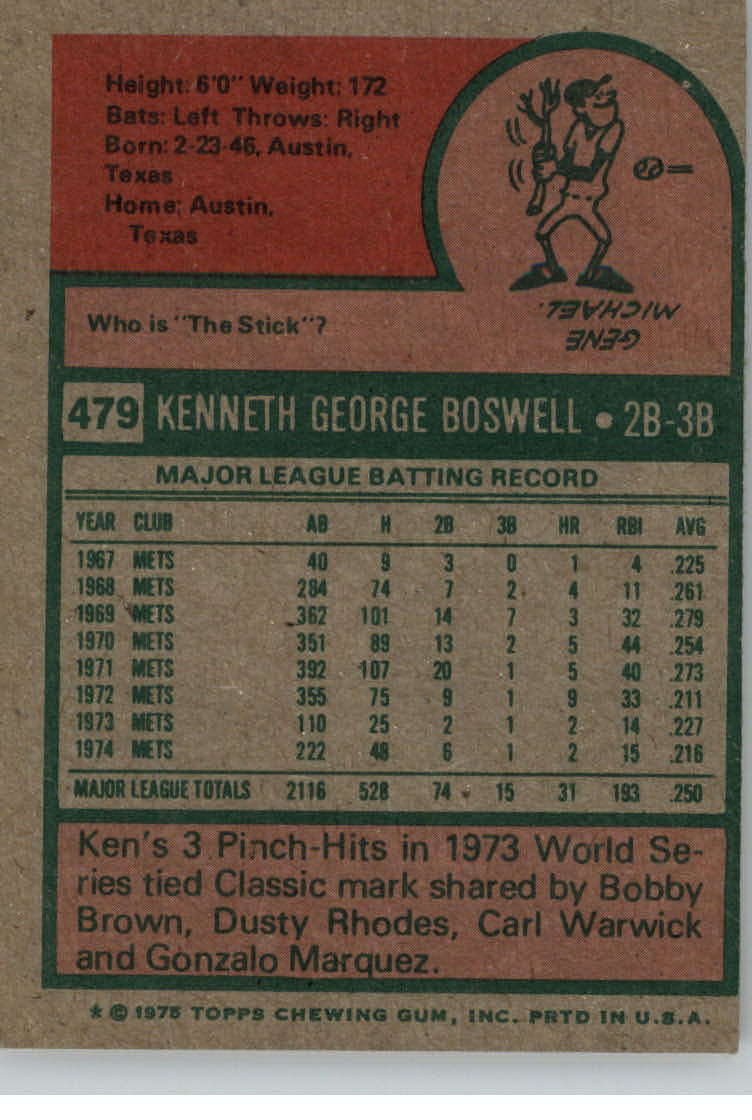 Height: 6'0" Weight: 172
Bats: Left Throws: Right
Born: 2-23-46, Austin,
Texas
Home: Austin,
Texas
Who is "The Stick"?
GENE
MICHAEL.
479 KENNETH GEORGE BOSWELL • 2B-3B
MAJOR LEAGUE BATTING RECORD
YEAR CLUB AB H 2B 3B HR RBI AVG
1967 METS 40 9 3 0 1 4 .225
1968 METS 284 74 7 2 4 11 .261
1969 METS 362 101 14 7 3 32 .279
1970 METS 351 89 13 2 5 44 .254
1971 METS 392 107 20 1 5 40 .273
1972 METS 355 75 9 1 9 33 .211
1973 METS 110 25 2 1 2 14 .227
1974 METS 222 48 6 1 2 15 .216
MAJOR LEAGUE TOTALS 2116 528 74 15 31 193 .250
Ken's 3 Pinch-Hits in 1973 World Se-
ries tied Classic mark shared by Bobby
Brown, Dusty Rhodes, Carl Warwick
and Gonzalo Marquez.
* © 1975 TOPPS CHEWING GUM, INC. PRTD IN U.S.A.